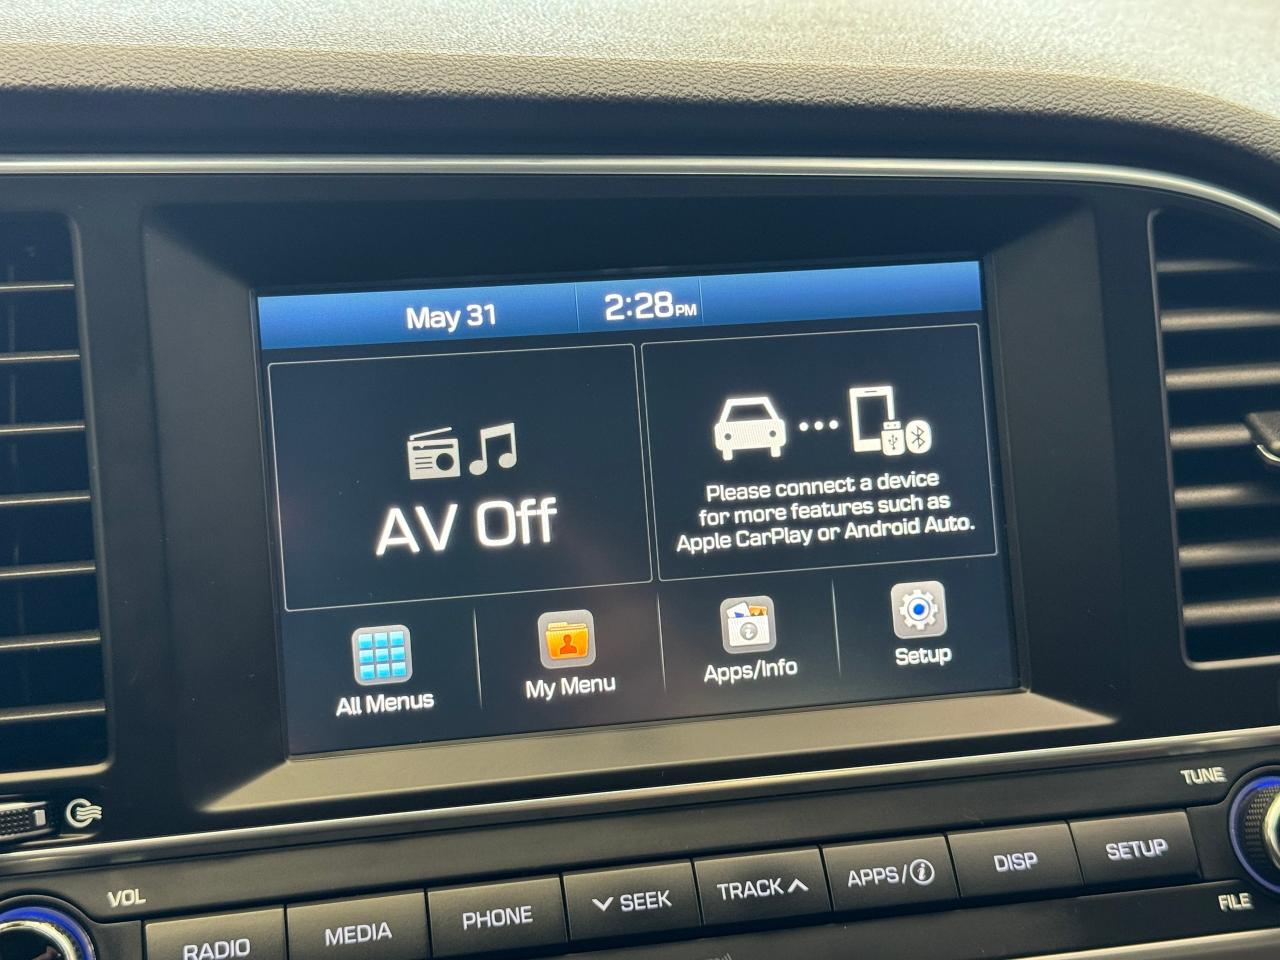 May 31
2:28PM
AV Off
Please connect a device
for more features such as
Apple CarPlay or Android Auto.
All Menus
My Menu
Apps/Info
Setup
VOL
TUNE
RADIO
MEDIA
PHONE
SEEK
TRACK
APPS/i
DISP
SETUP
FILE